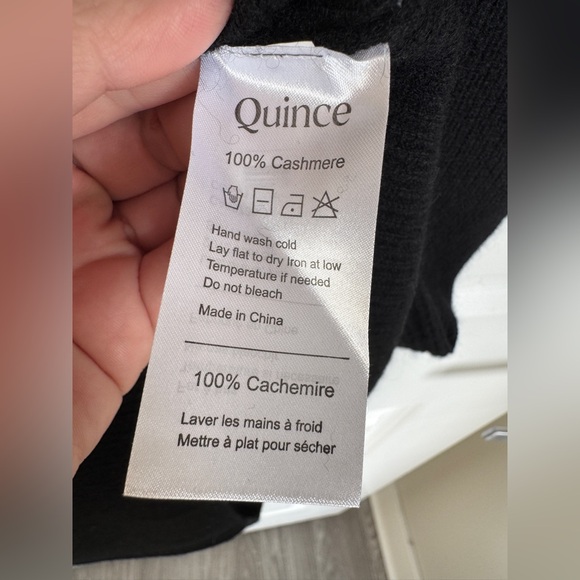 Quince
100% Cashmere
Hand wash cold
Lay flat to dry Iron at low
Temperature if needed
Do not bleach
Made in China
100% Cachemire
Laver les mains à froid
Mettre à plat pour sécher